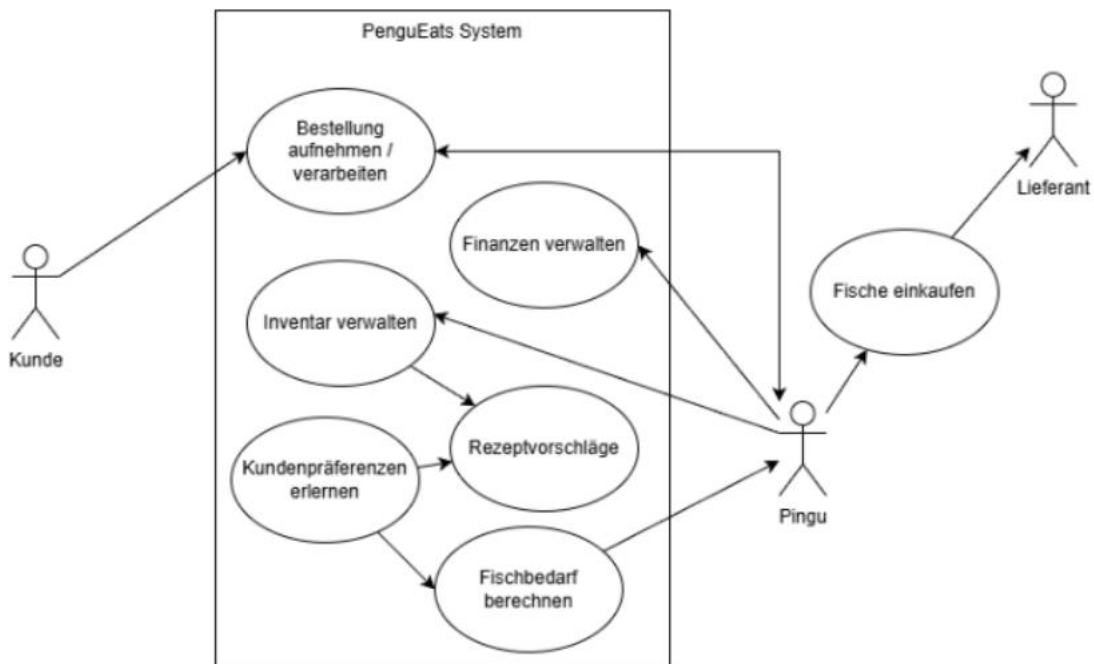 PenguEats System
Bestellung
aufnehmen /
verarbeiten
Lieferant
Finanzen verwalten
Fische einkaufen
Inventar verwalten
Kunde
Rezeptvorschläge
Kundenpräferenzen
erlernen
Pingu
Fischbedarf
berechnen